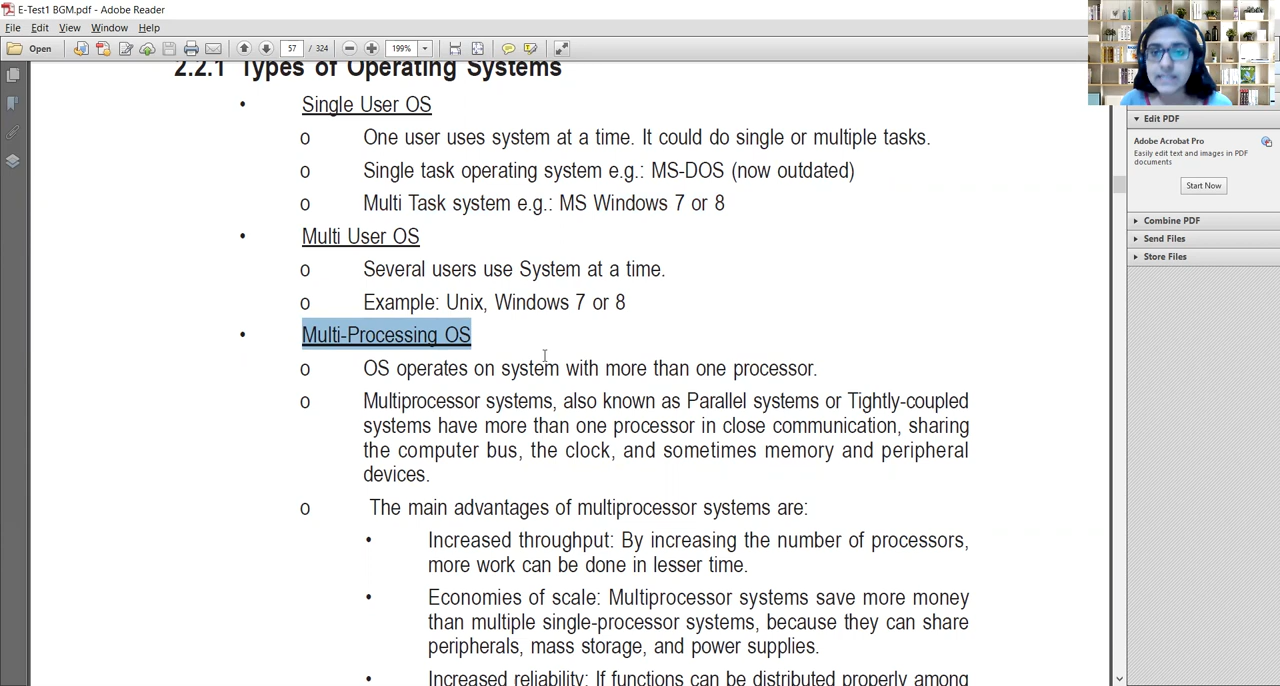 E-Test1 BGM.pdf - Adobe Reader
File Edit View Window Help
Open 57 / 324 199%
2.2.1 Types of Operating Systems
• Single User OS
o One user uses system at a time. It could do single or multiple tasks.
o Single task operating system e.g.: MS-DOS (now outdated)
o Multi Task system e.g.: MS Windows 7 or 8
• Multi User OS
o Several users use System at a time.
o Example: Unix, Windows 7 or 8
• Multi-Processing OS
o OS operates on system with more than one processor.
o Multiprocessor systems, also known as Parallel systems or Tightly-coupled
systems have more than one processor in close communication, sharing
the computer bus, the clock, and sometimes memory and peripheral
devices.
o The main advantages of multiprocessor systems are:
• Increased throughput: By increasing the number of processors,
more work can be done in lesser time.
• Economies of scale: Multiprocessor systems save more money
than multiple single-processor systems, because they can share
peripherals, mass storage, and power supplies.
• Increased reliability: If functions can be distributed properly among
Edit PDF
Adobe Acrobat Pro
Easily edit text and images in PDF
documents
Start Now
Combine PDF
Send Files
Store Files